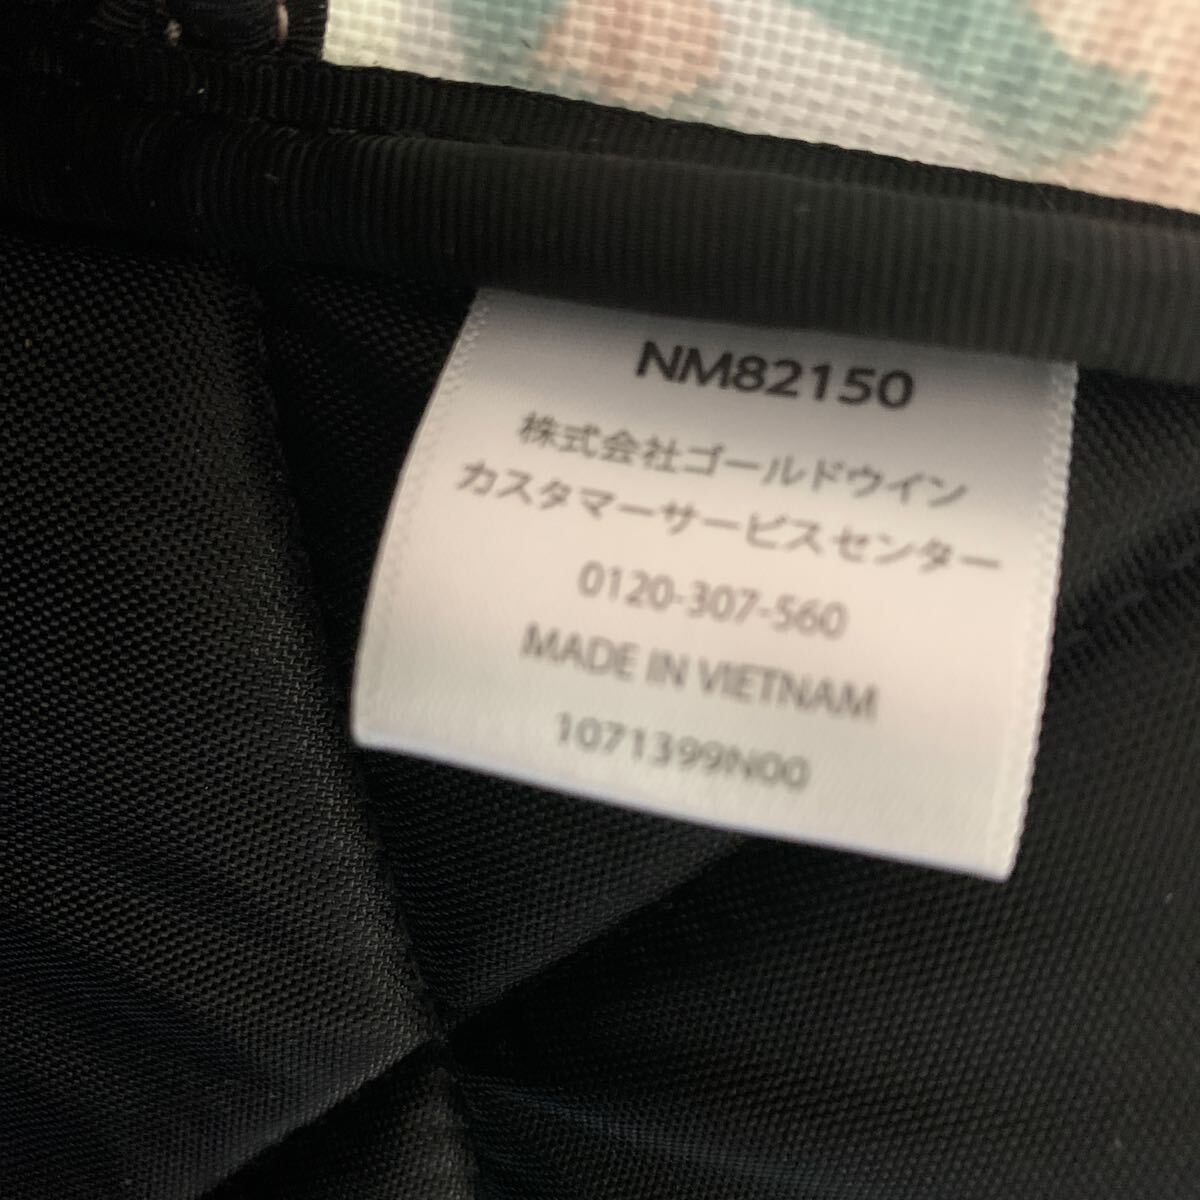 NM82150
株式会社ゴールドウイン
カスタマーサービスセンター
0120-307-560
MADE IN VIETNAM
1071399N00